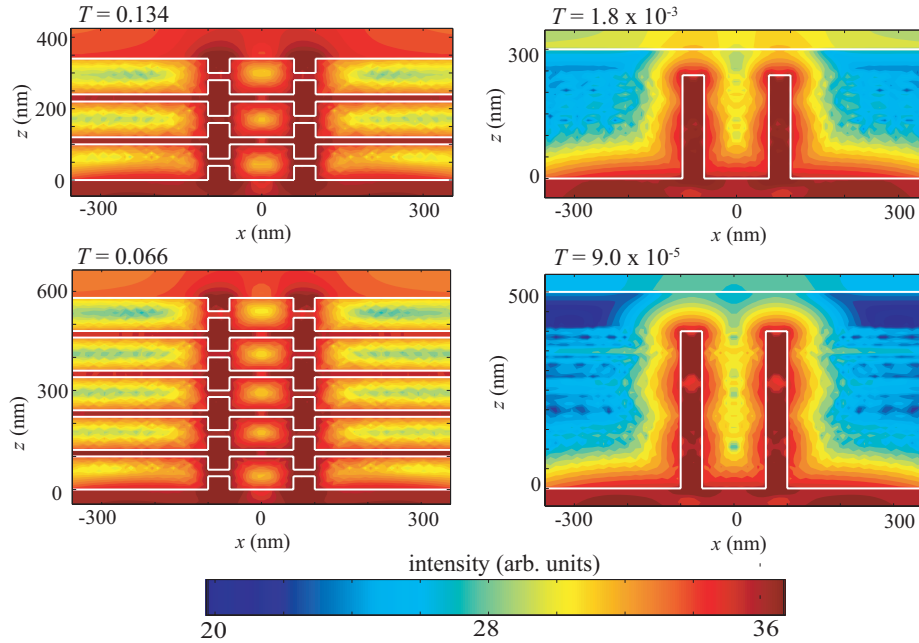 T = 0.134
400
200
0
z (nm)
-300
0
300
x (nm)
T = 1.8 x 10⁻³
300
0
z (nm)
-300
0
300
x (nm)
T = 0.066
600
300
0
z (nm)
-300
0
300
x (nm)
T = 9.0 x 10⁻⁵
500
0
z (nm)
-300
0
300
x (nm)
intensity (arb. units)
20
28
36